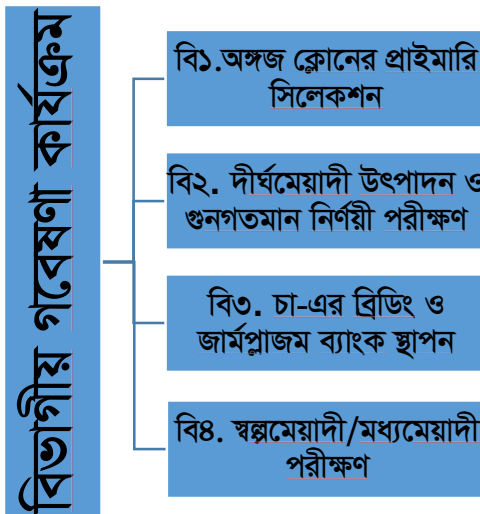 বিভাগীয় গবেষণা কার্যক্রম
বি১.অঙ্গজ ক্লোনের প্রাইমারি
সিলেকশন
বি২. দীর্ঘমেয়াদী উৎপাদন ও
গুনগতমান নির্ণয়ী পরীক্ষণ
বি৩. চা-এর ব্রিডিং ও
জার্মপ্লাজম ব্যাংক স্থাপন
বি৪. স্বল্পমেয়াদী/মধ্যমেয়াদী
পরীক্ষণ